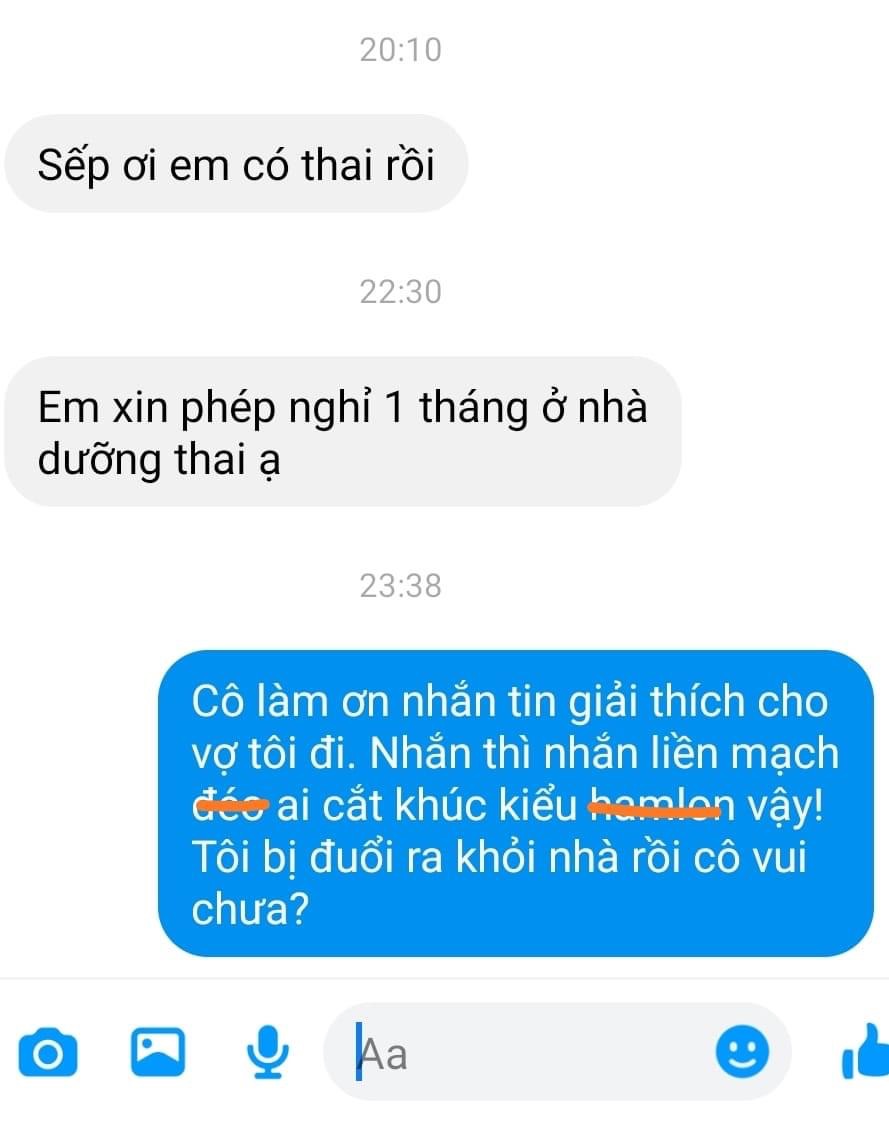 20:10
Sếp ơi em có thai rồi
22:30
Em xin phép nghỉ 1 tháng ở nhà
dưỡng thai ạ
23:38
Cô làm ơn nhắn tin giải thích cho
vợ tôi đi. Nhắn thì nhắn liền mạch
đéo ai cắt khúc kiểu hamlon vậy!
Tôi bị đuổi ra khỏi nhà rồi cô vui
chưa?
Aa